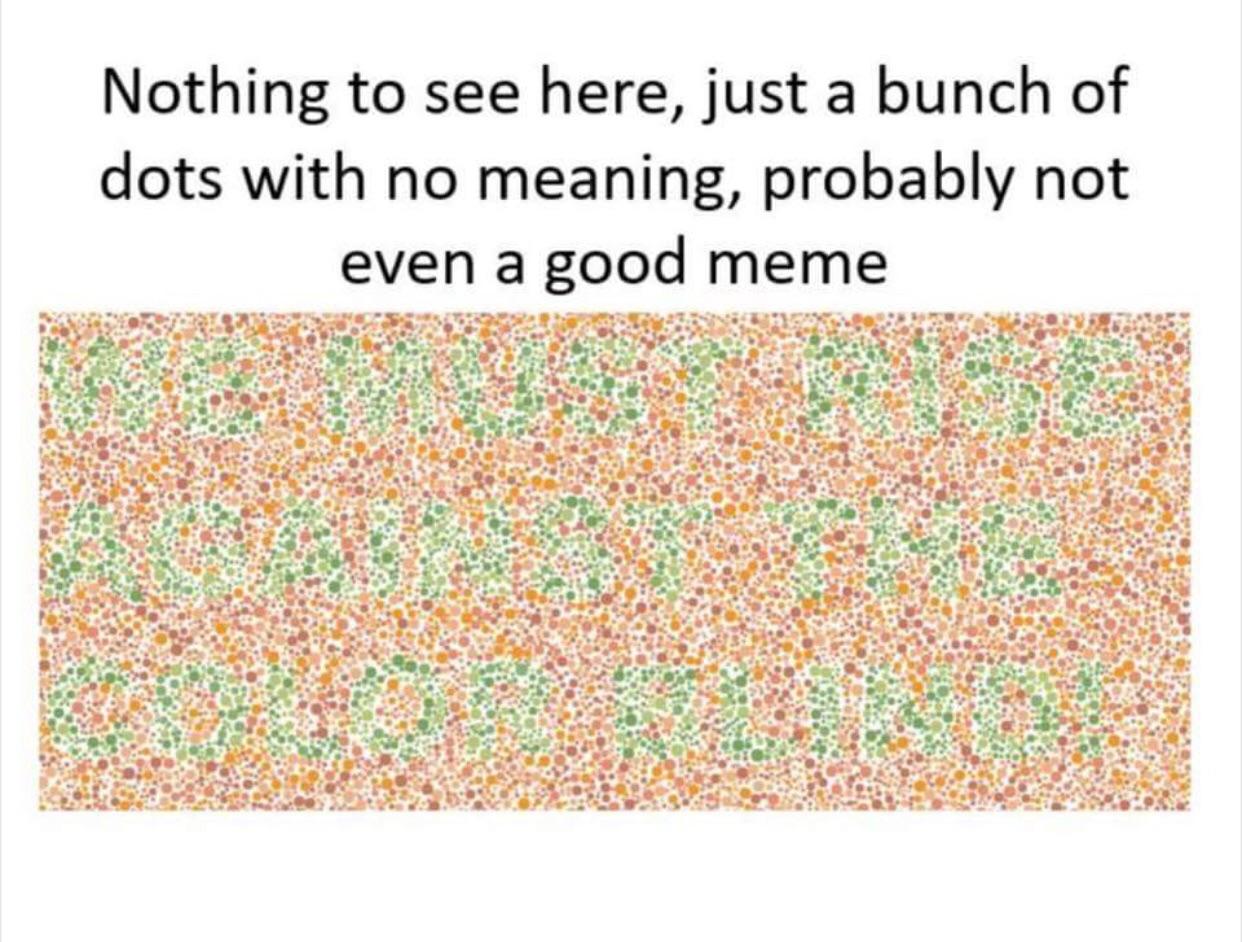 Nothing to see here, just a bunch of
dots with no meaning, probably not
even a good meme
WE MUST RISE
AGAINST THE
COLOR BLIND!